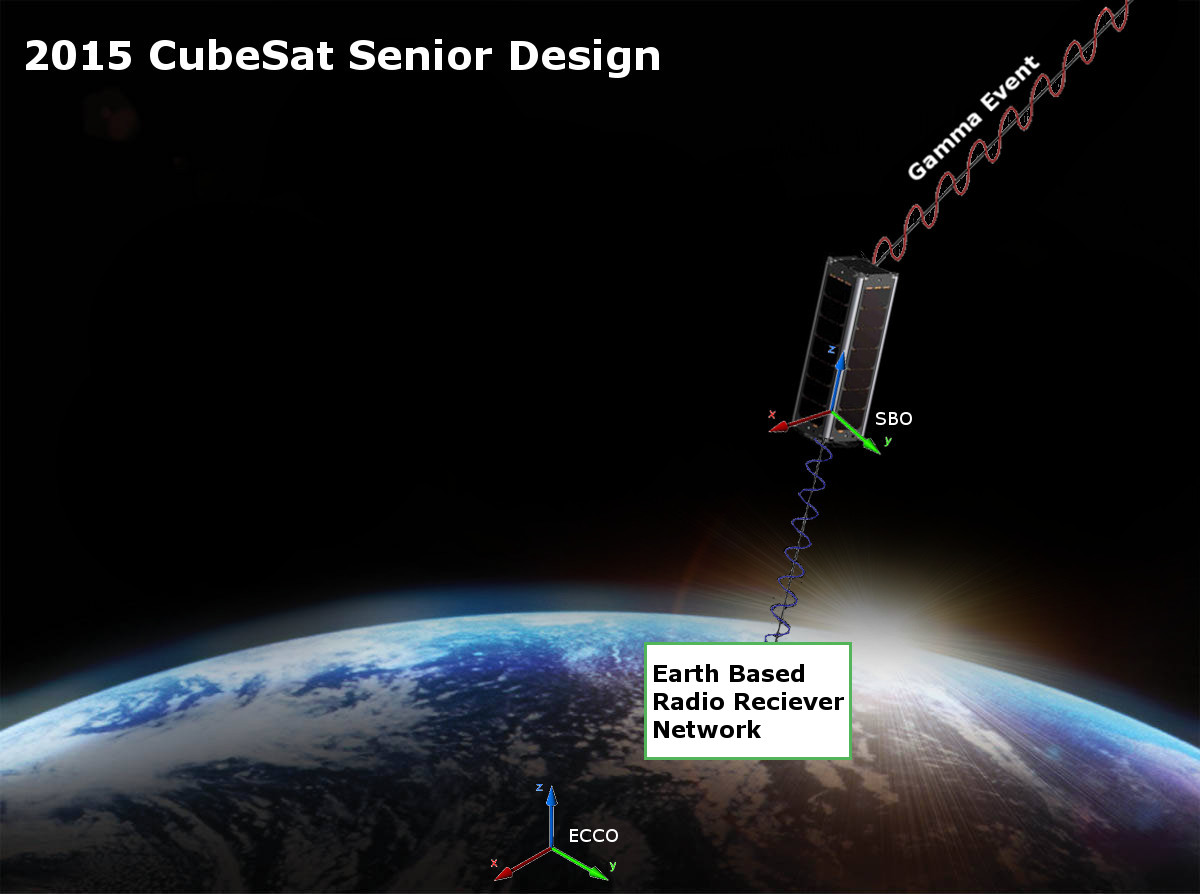 2015 CubeSat Senior Design
Gamma Event
z
x
SBO
y
Earth Based
Radio Reciever
Network
z
ECCO
x
y